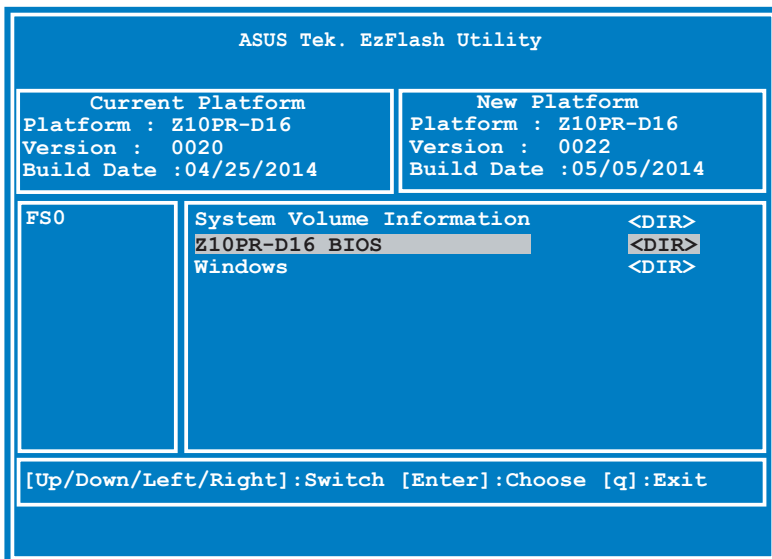 ASUS Tek. EzFlash Utility
Current Platform
Platform : Z10PR-D16
Version : 0020
Build Date :04/25/2014
New Platform
Platform : Z10PR-D16
Version : 0022
Build Date :05/05/2014
FS0
System Volume Information <DIR>
Z10PR-D16 BIOS <DIR>
Windows <DIR>
[Up/Down/Left/Right]:Switch [Enter]:Choose [q]:Exit